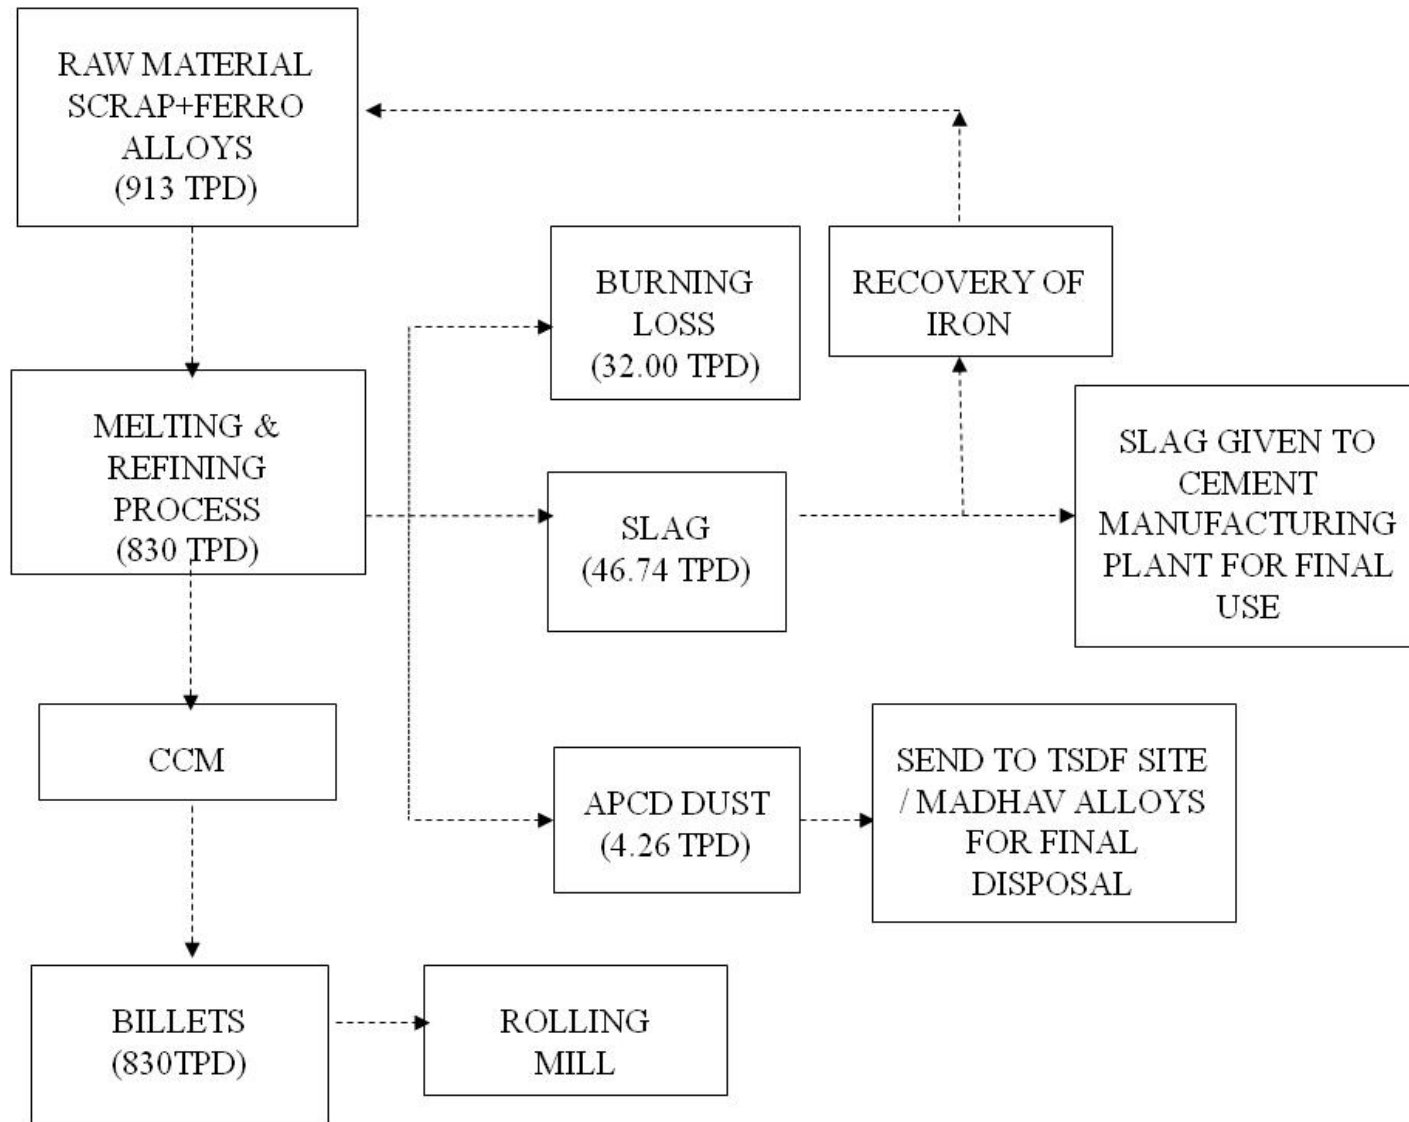 RAW MATERIAL
SCRAP+FERRO
ALLOYS
(913 TPD)
BURNING
LOSS
(32.00 TPD)
RECOVERY OF
IRON
MELTING &
REFINING
PROCESS
(830 TPD)
SLAG
(46.74 TPD)
SLAG GIVEN TO
CEMENT
MANUFACTURING
PLANT FOR FINAL
USE
CCM
APCD DUST
(4.26 TPD)
SEND TO TSDF SITE
/ MADHAV ALLOYS
FOR FINAL
DISPOSAL
BILLETS
(830TPD)
ROLLING
MILL